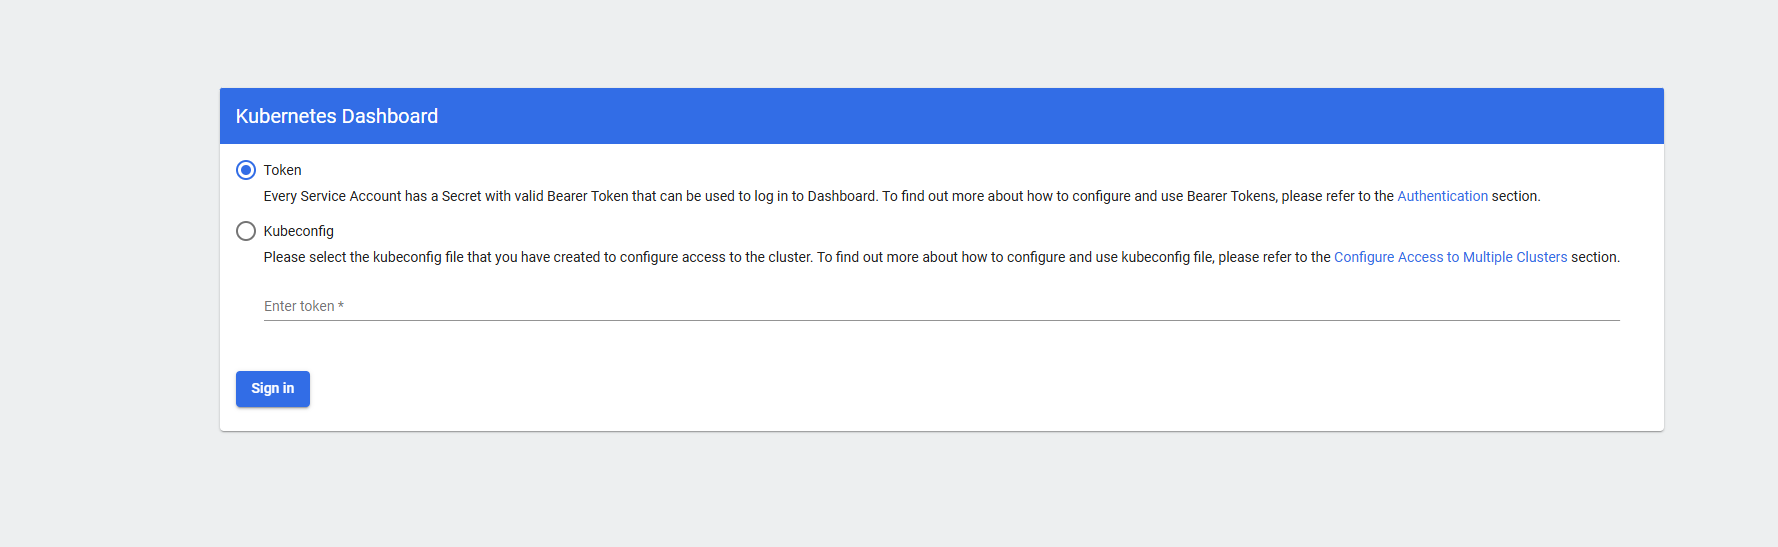 Kubernetes Dashboard
Token
Every Service Account has a Secret with valid Bearer Token that can be used to log in to Dashboard. To find out more about how to configure and use Bearer Tokens, please refer to the Authentication section.
Kubeconfig
Please select the kubeconfig file that you have created to configure access to the cluster. To find out more about how to configure and use kubeconfig file, please refer to the Configure Access to Multiple Clusters section.
Enter token *
Sign in